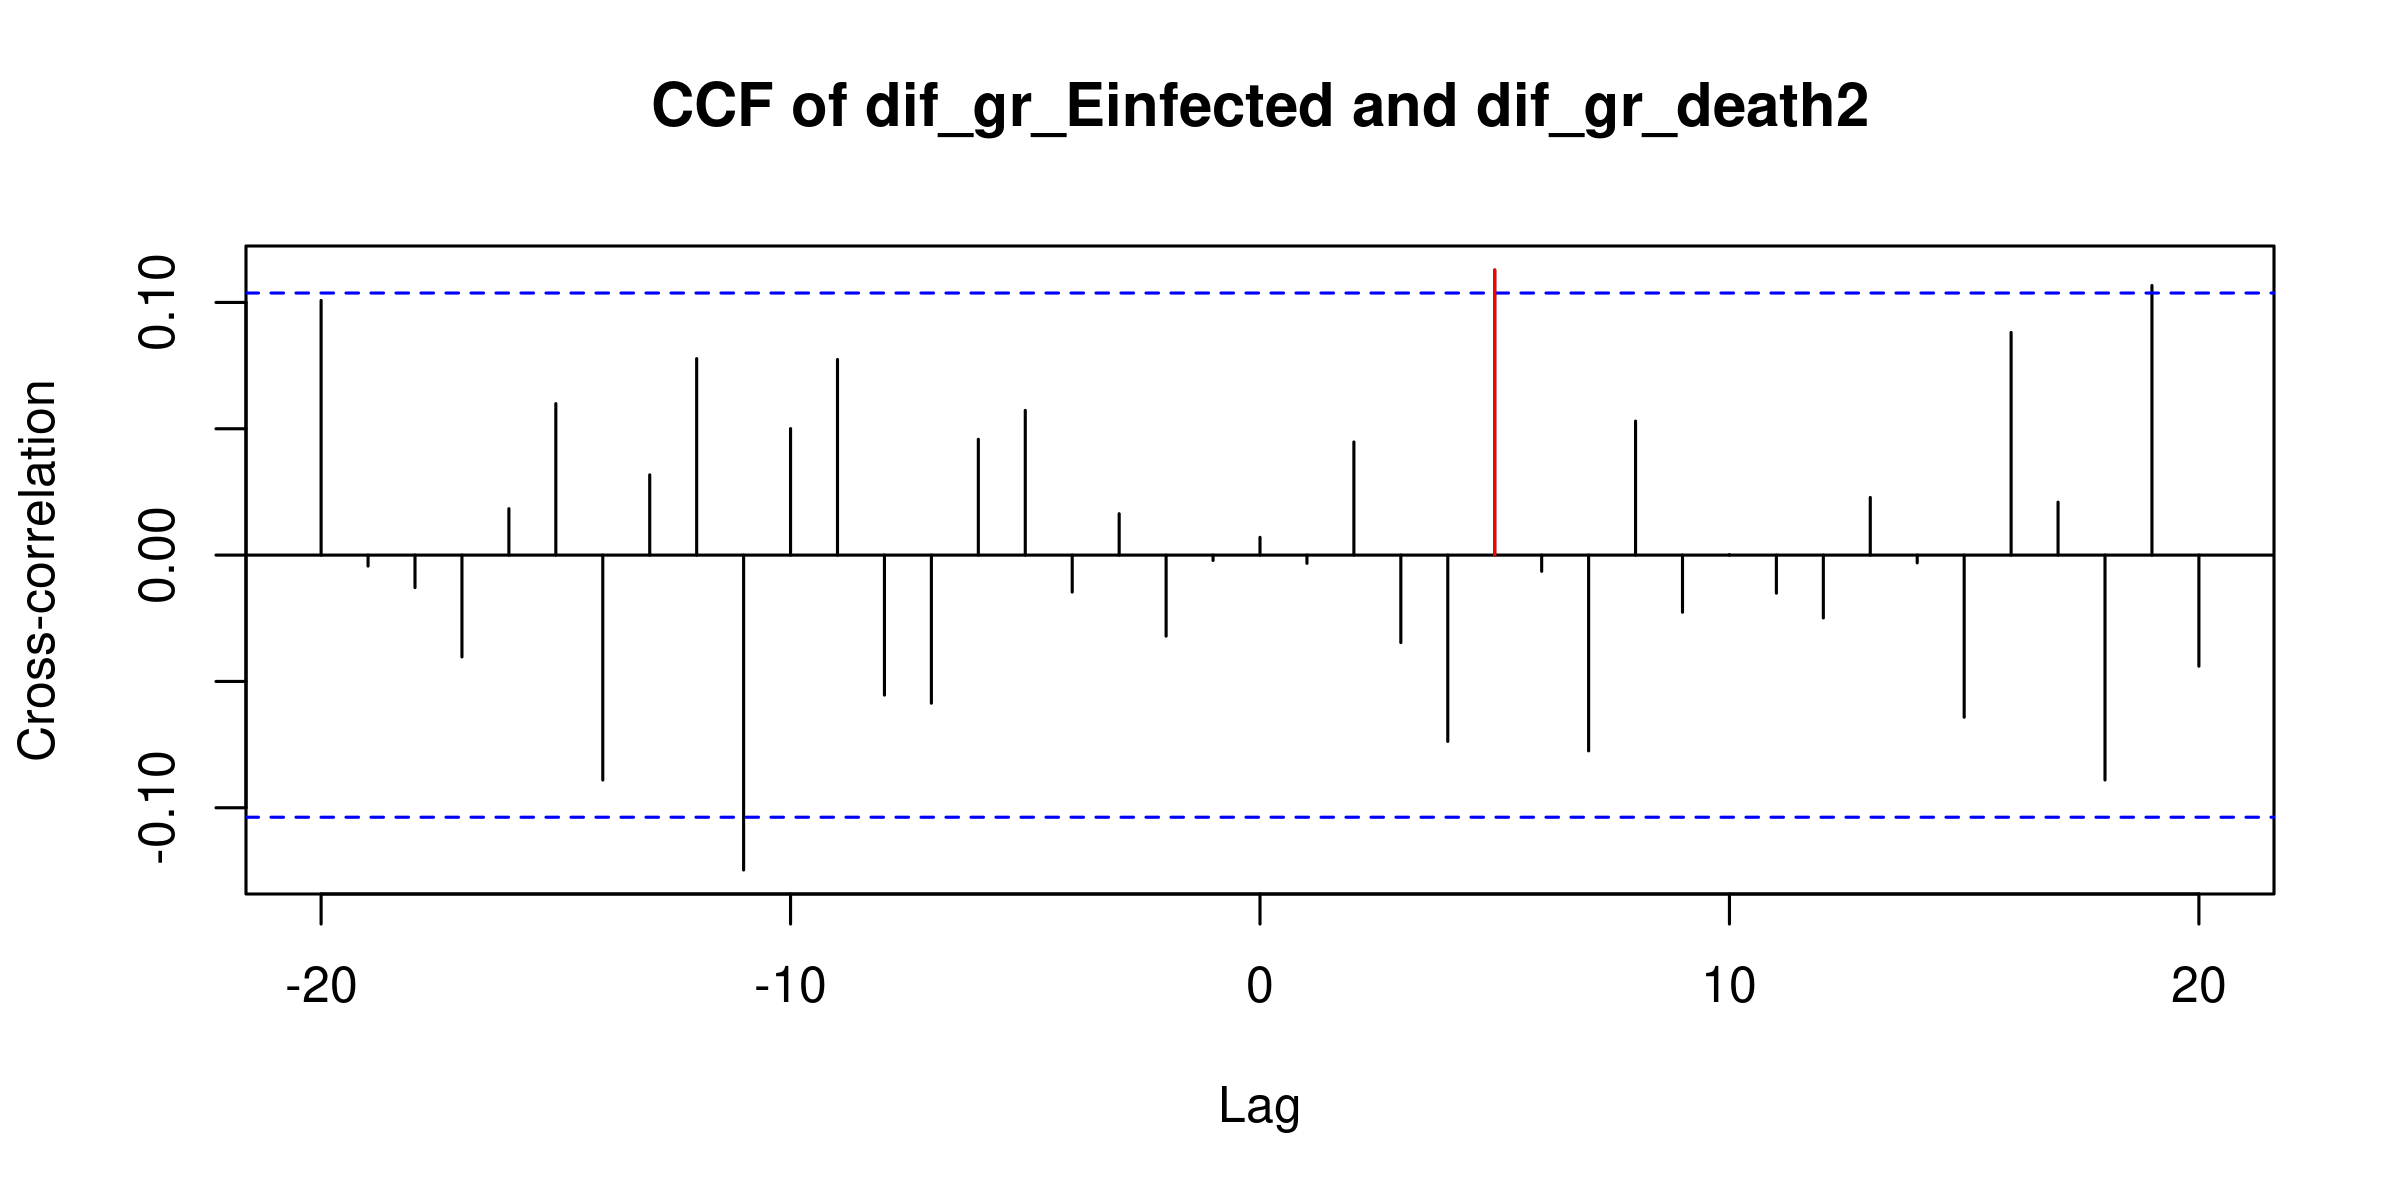 CCF of dif_gr_Einfected and dif_gr_death2
Cross-correlation
0.10
0.00
-0.10
-20 -10 0 10 20
Lag